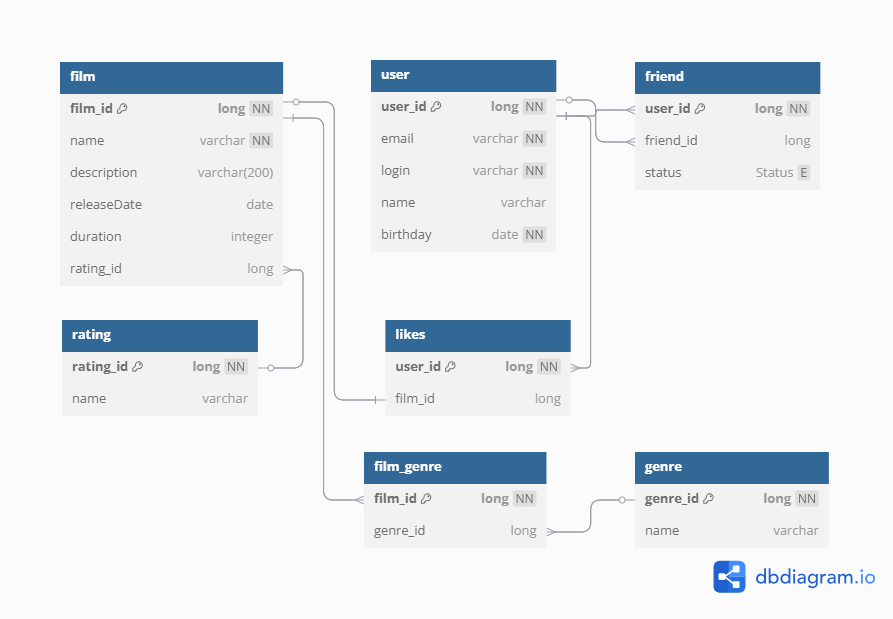 film
film_id long NN
name varchar NN
description varchar(200)
releaseDate date
duration integer
rating_id long
user
user_id long NN
email varchar NN
login varchar NN
name varchar
birthday date NN
friend
user_id long NN
friend_id long
status Status E
rating
rating_id long NN
name varchar
likes
user_id long NN
film_id long
film_genre
film_id long NN
genre_id long
genre
genre_id long NN
name varchar
dbdiagram.io